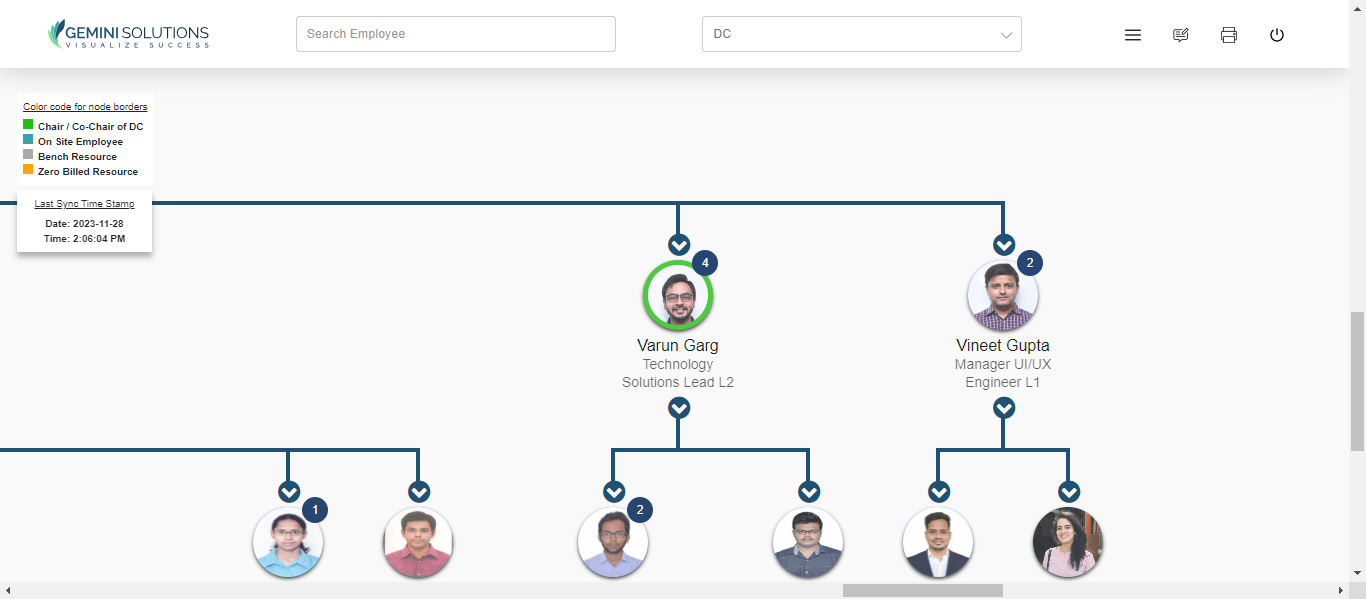 GEMINI SOLUTIONS
VISUALIZE SUCCESS
Search Employee
DC
Color code for node borders
Chair / Co-Chair of DC
On Site Employee
Bench Resource
Zero Billed Resource
Last Sync Time Stamp
Date: 2023-11-28
Time: 2:06:04 PM
4
2
Varun Garg
Technology
Solutions Lead L2
Vineet Gupta
Manager UI/UX
Engineer L1
1
2